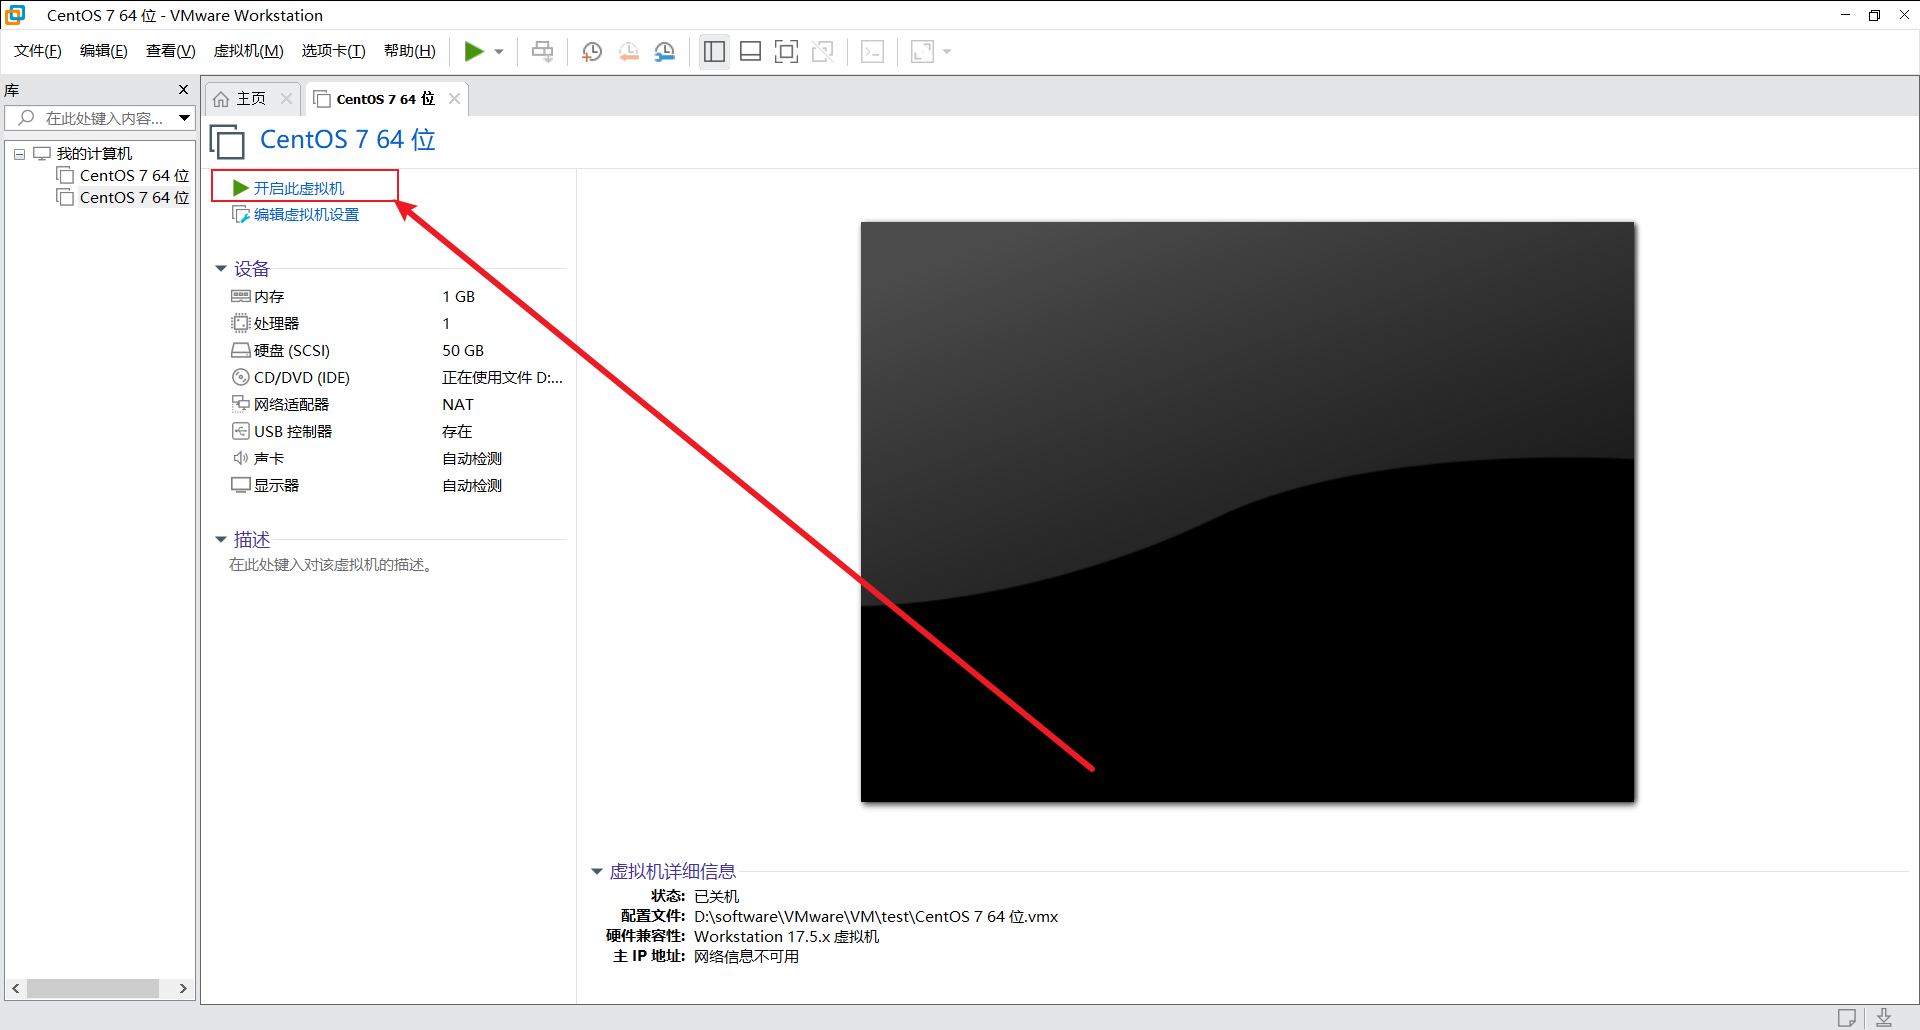 CentOS 7 64 位 - VMware Workstation
文件(F) 编辑(E) 查看(V) 虚拟机(M) 选项卡(T) 帮助(H)
库
在此处键入内容...
我的计算机
CentOS 7 64 位
CentOS 7 64 位
主页
CentOS 7 64 位
CentOS 7 64 位
开启此虚拟机
编辑虚拟机设置
设备
内存 1 GB
处理器 1
硬盘 (SCSI) 50 GB
CD/DVD (IDE) 正在使用文件 D:...
网络适配器 NAT
USB 控制器 存在
声卡 自动检测
显示器 自动检测
描述
在此处键入对该虚拟机的描述。
虚拟机详细信息
状态: 已关机
配置文件: D:\software\VMware\VM\test\CentOS 7 64 位.vmx
硬件兼容性: Workstation 17.5.x 虚拟机
主 IP 地址: 网络信息不可用